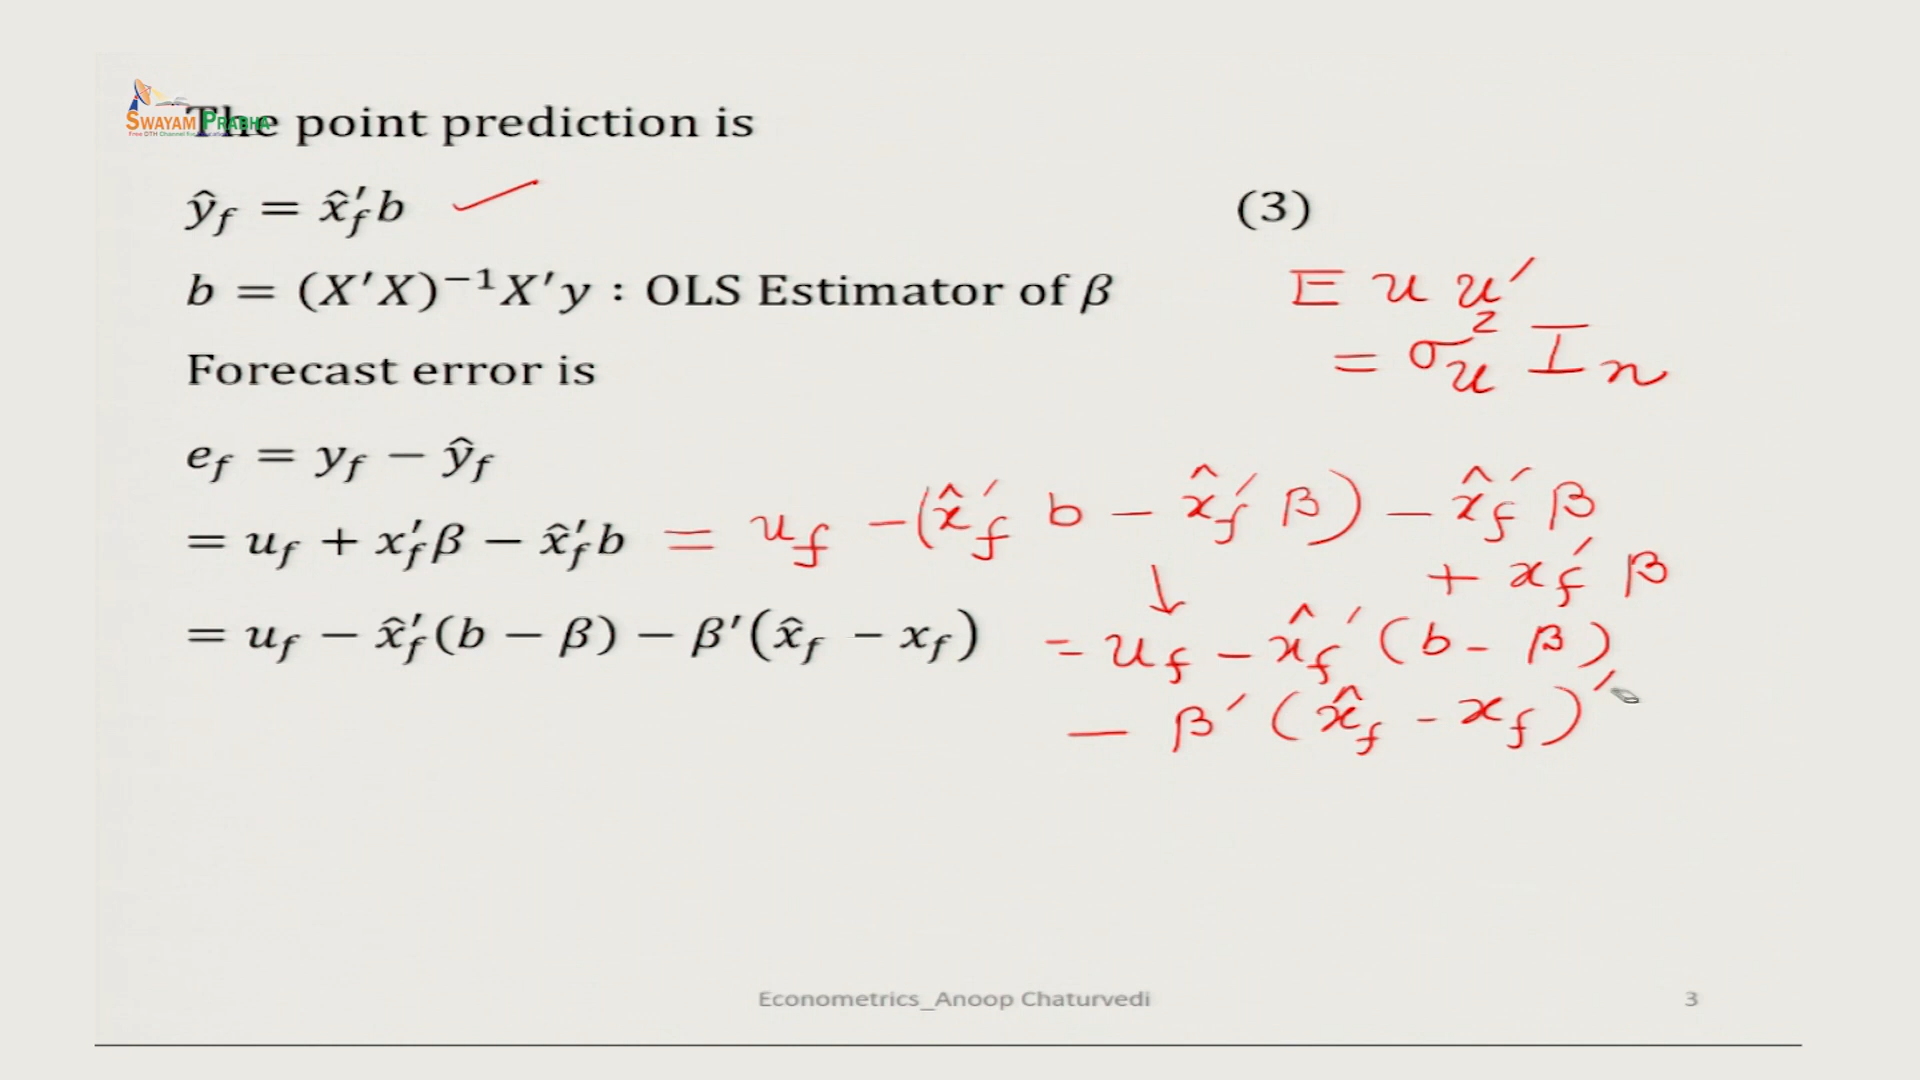 SWAYAM PRABHA
The point prediction is
ŷ_f = x̂′_f b ✓ (3)
b = (X′X)⁻¹X′y : OLS Estimator of β
E u u′
= σ_u² I_n
Forecast error is
e_f = y_f − ŷ_f
= u_f + x′_f β − x̂′_f b = u_f − (x̂′_f b − x̂′_f β) − x̂′_f β
+ x′_f β
↓
= u_f − x̂′_f (b − β) − β′(x̂_f − x_f) = u_f − x̂_f′ (b − β)
− β′ (x̂_f − x_f)′
Econometrics_Anoop Chaturvedi 3